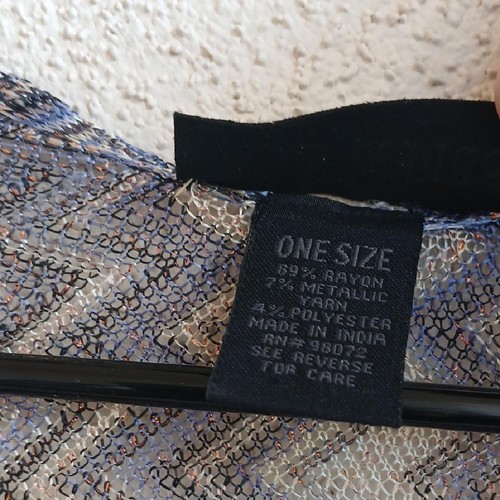 ONE SIZE
89% RAYON
7% METALLIC
YARN
4% POLYESTER
MADE IN INDIA
RN# 98072
SEE REVERSE
FOR CARE